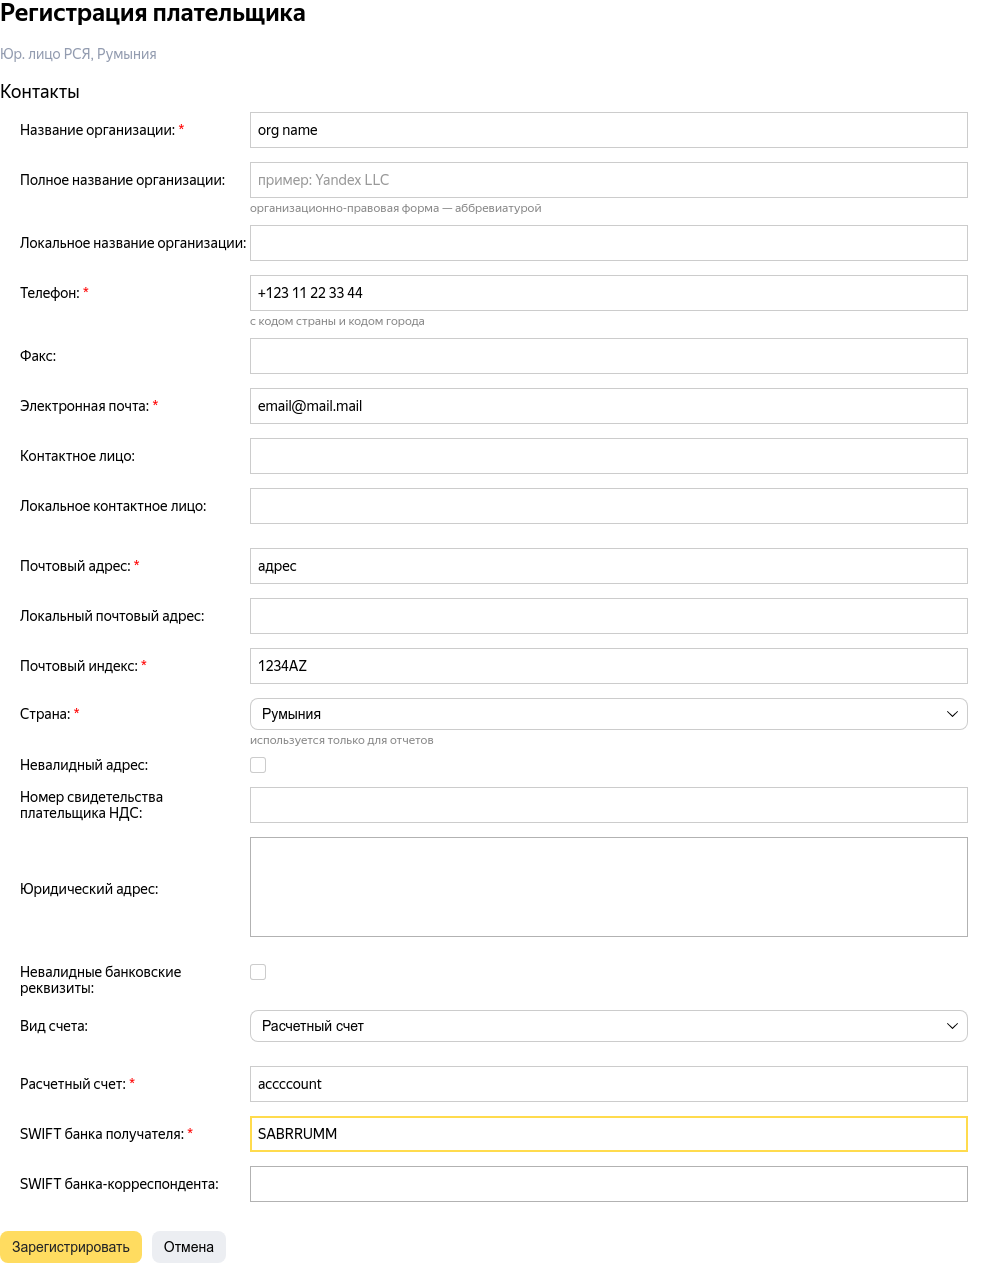 Регистрация плательщика
Юр. лицо РСЯ, Румыния
Контакты
Название организации: * org name
Полное название организации: пример: Yandex LLC
организационно-правовая форма — аббревиатурой
Локальное название организации:
Телефон: * +123 11 22 33 44
с кодом страны и кодом города
Факс:
Электронная почта: * email@mail.mail
Контактное лицо:
Локальное контактное лицо:
Почтовый адрес: * адрес
Локальный почтовый адрес:
Почтовый индекс: * 1234AZ
Страна: * Румыния
используется только для отчетов
Невалидный адрес:
Номер свидетельства
плательщика НДС:
Юридический адрес:
Невалидные банковские
реквизиты:
Вид счета: Расчетный счет
Расчетный счет: * accccount
SWIFT банка получателя: * SABRRUMM
SWIFT банка-корреспондента:
Зарегистрировать Отмена